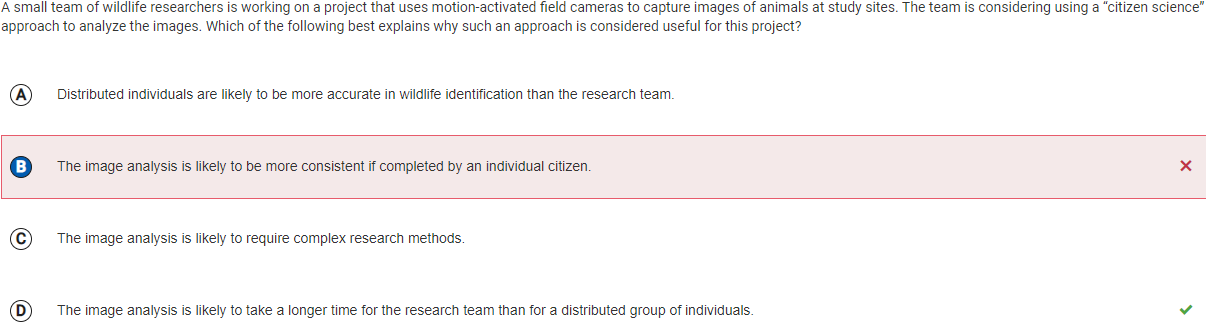 A small team of wildlife researchers is working on a project that uses motion-activated field cameras to capture images of animals at study sites. The team is considering using a "citizen science"
approach to analyze the images. Which of the following best explains why such an approach is considered useful for this project?
A Distributed individuals are likely to be more accurate in wildlife identification than the research team.
B The image analysis is likely to be more consistent if completed by an individual citizen.
C The image analysis is likely to require complex research methods.
D The image analysis is likely to take a longer time for the research team than for a distributed group of individuals.